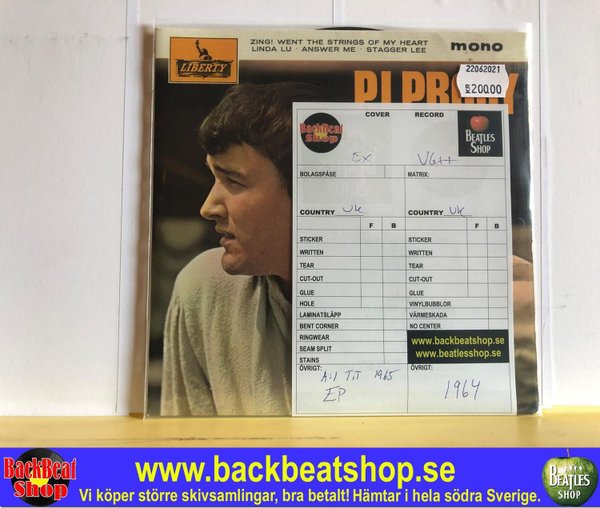 ZING! WENT THE STRINGS OF MY HEART
LINDA LU · ANSWER ME · STAGGER LEE
mono
LIBERTY
22062021
200.00
PJ PROBY
COVER
RECORD
BackBeat
Shop
BEATLES
SHOP
EX
VG++
BOLAGSPÅSE
MATRIX:
COUNTRY UK
COUNTRY UK
F B
F B
STICKER
STICKER
WRITTEN
WRITTEN
TEAR
TEAR
CUT-OUT
CUT-OUT
GLUE
GLUE
HOLE
VINYLBUBBLOR
LAMINATSLÄPP
VÄRMESKADA
BENT CORNER
NO CENTER
RINGWEAR
SEAM SPLIT
STAINS
www.backbeatshop.se
www.beatlesshop.se
ÖVRIGT:
ÖVRIGT:
TiT 1965
EP
1964
BackBeat
Shop
www.backbeatshop.se
Vi köper större skivsamlingar, bra betalt! Hämtar i hela södra Sverige.
BEATLES
SHOP